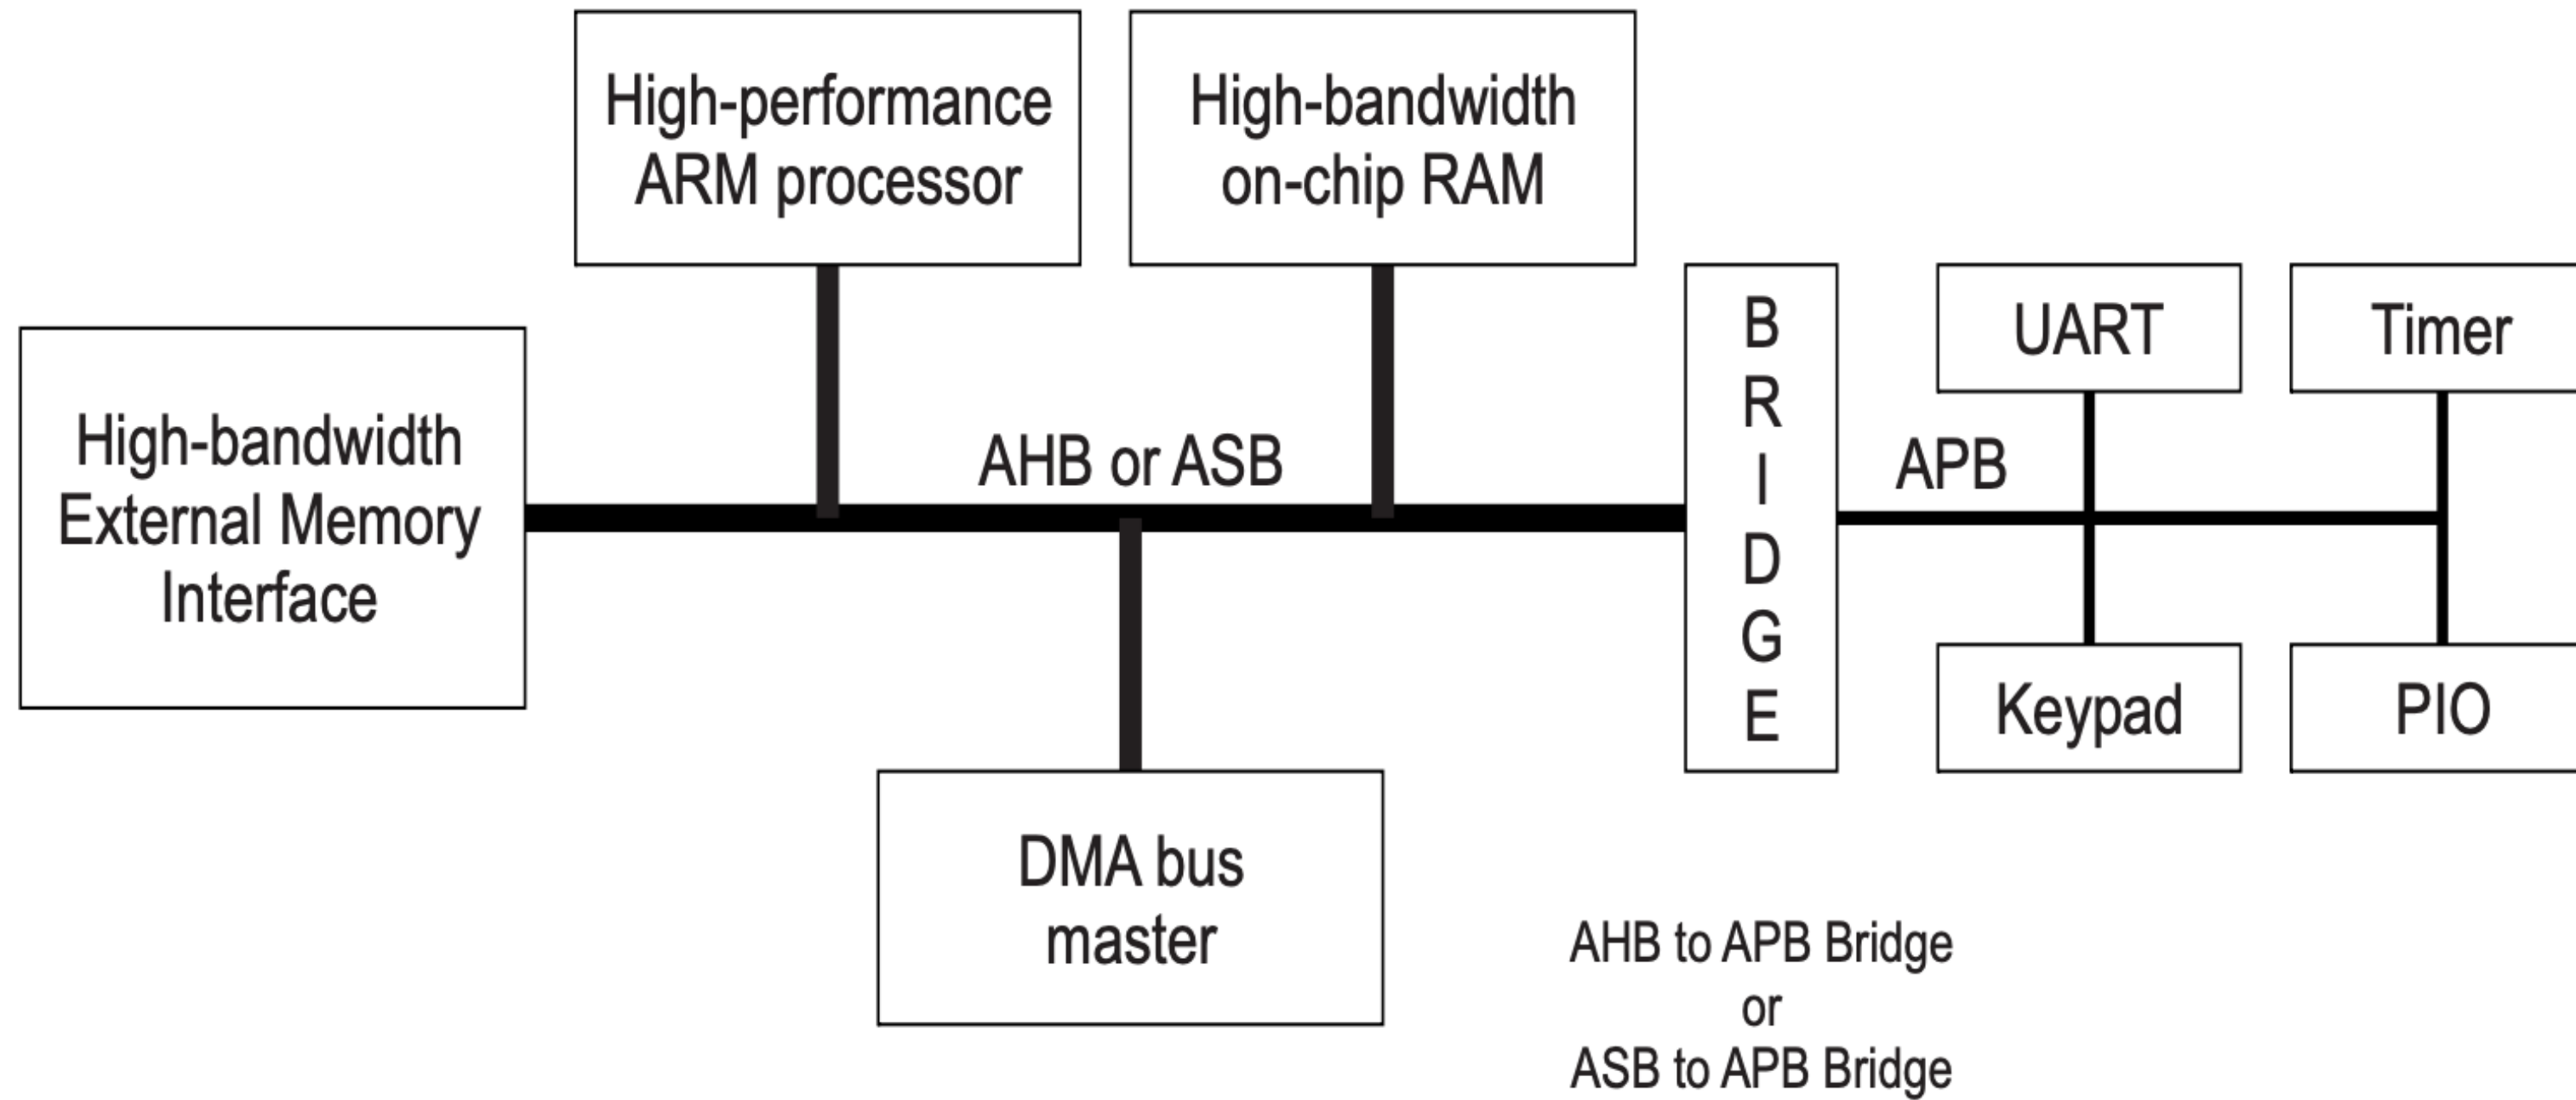 High-performance
ARM processor
High-bandwidth
on-chip RAM
High-bandwidth
External Memory
Interface
AHB or ASB
B
R
I
D
G
E
APB
UART
Timer
Keypad
PIO
DMA bus
master
AHB to APB Bridge
or
ASB to APB Bridge